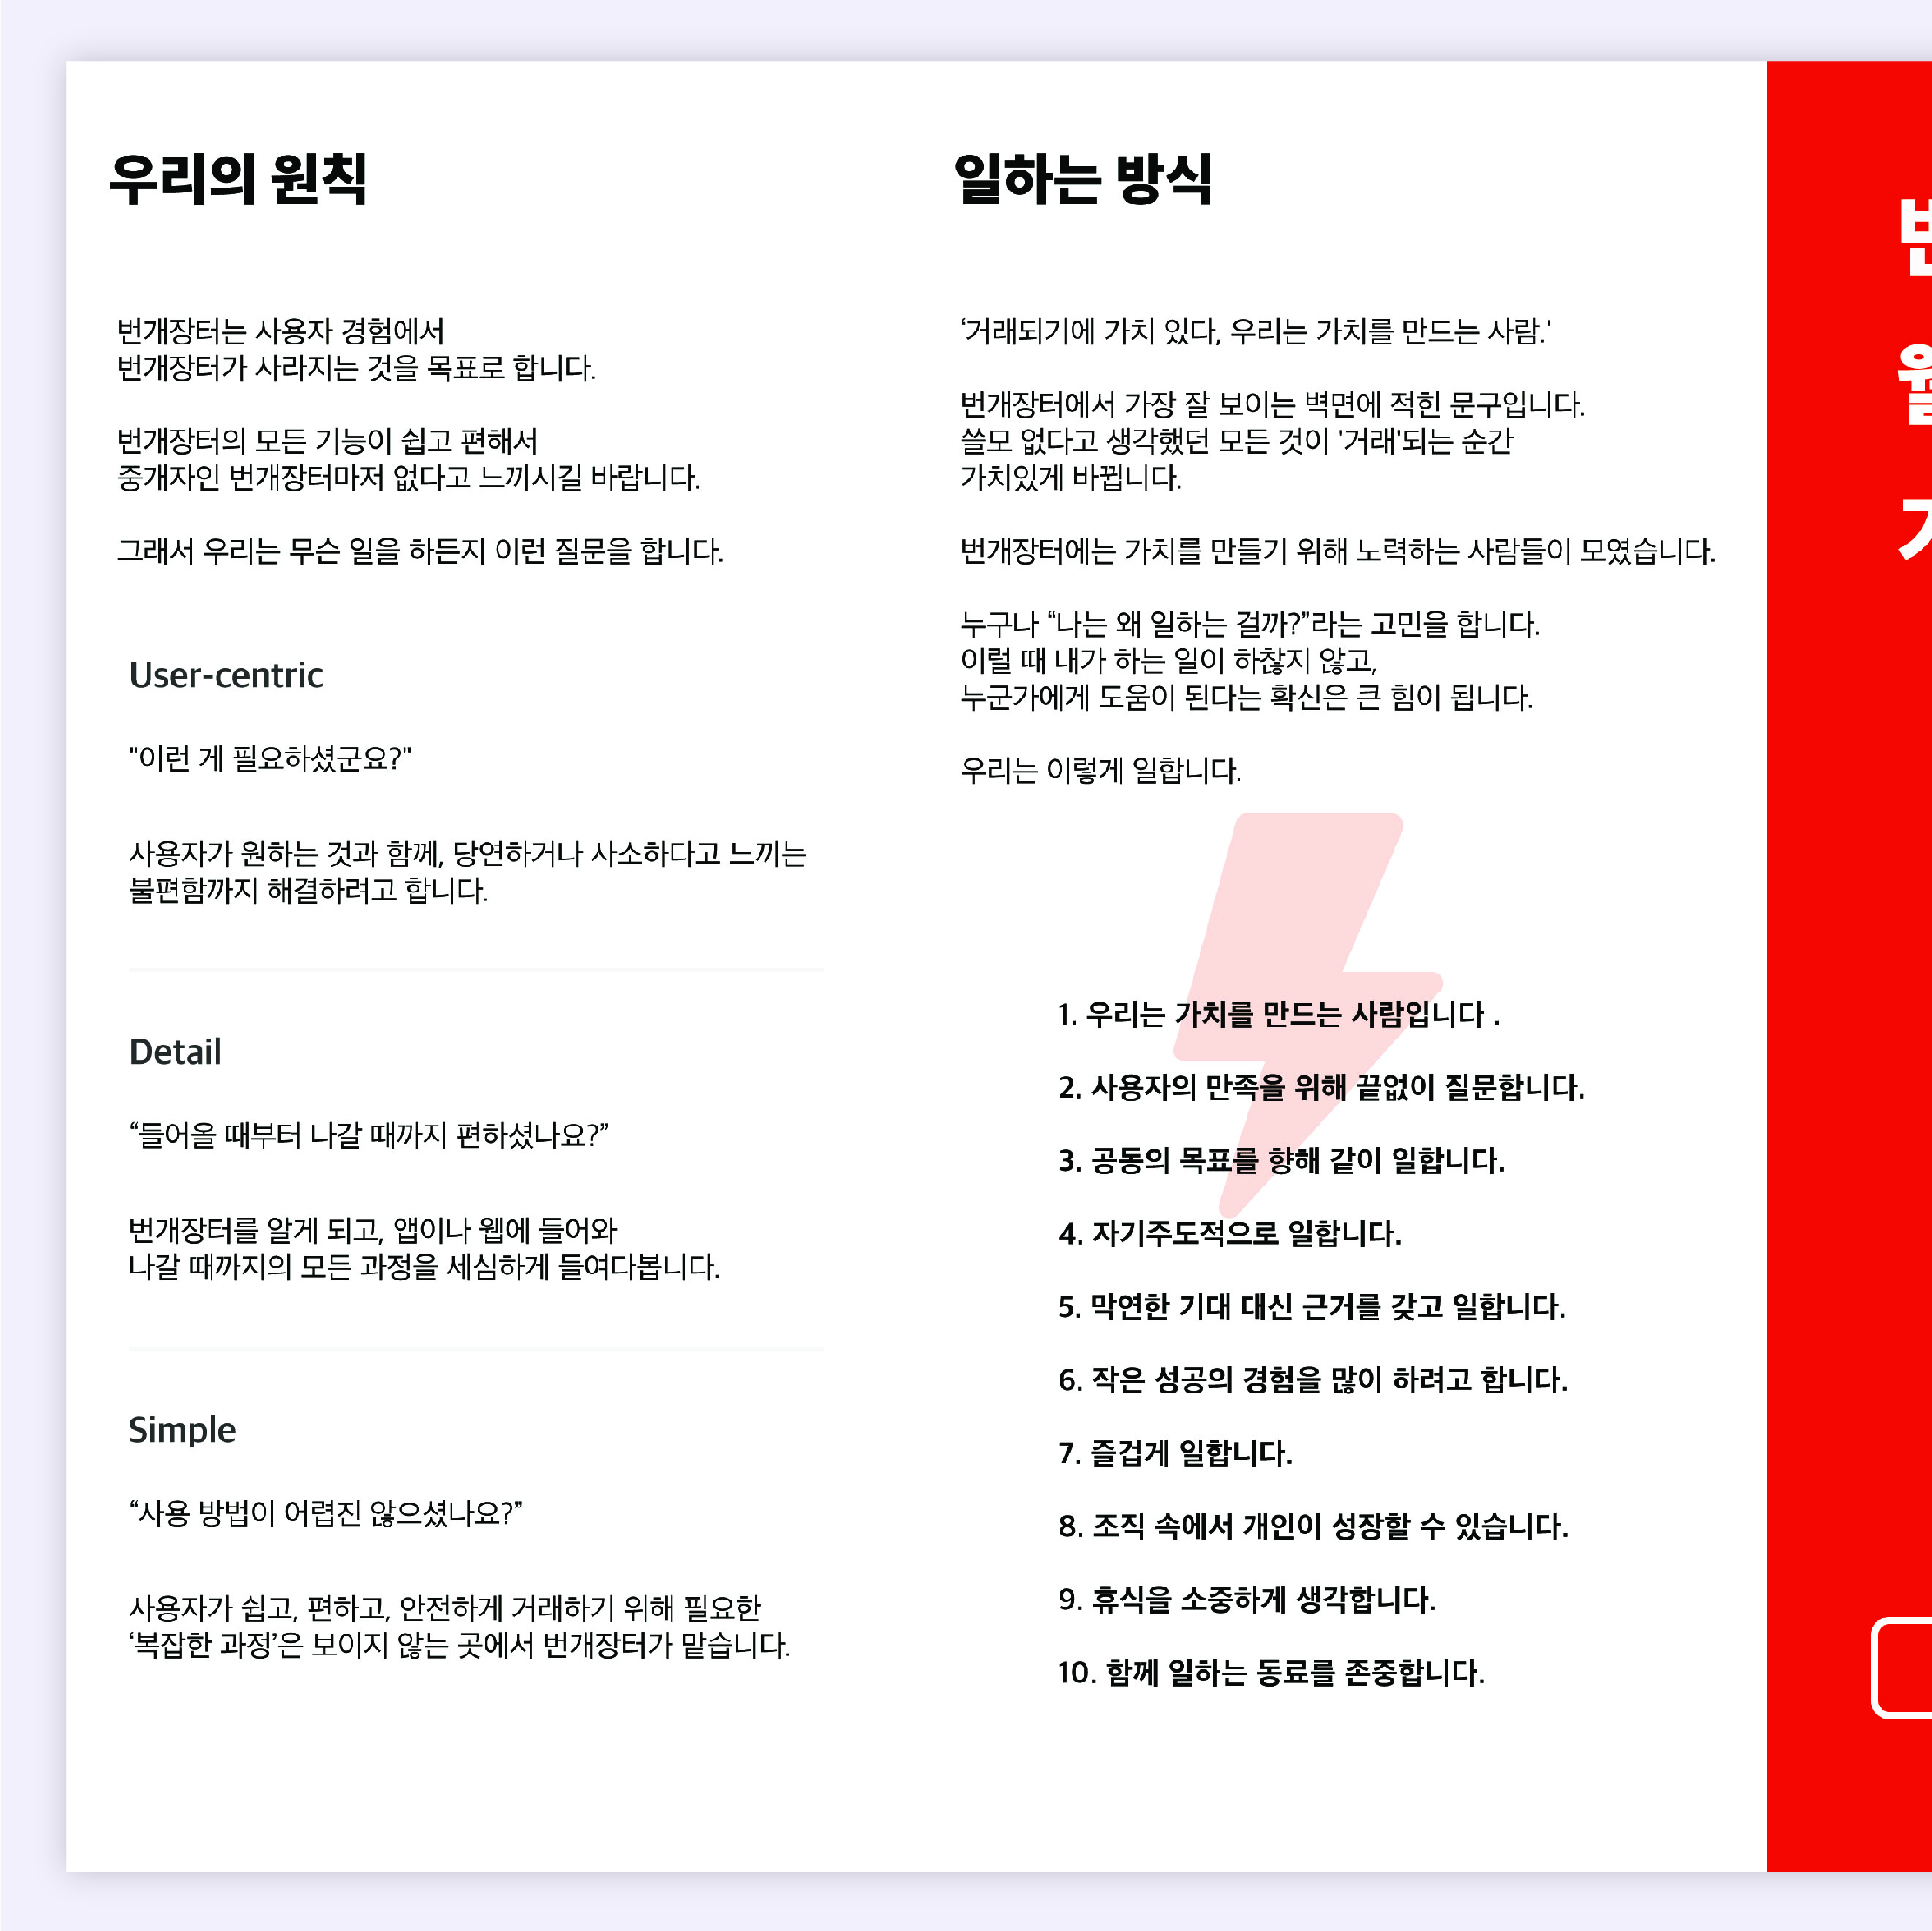 우리의 원칙
번개장터는 사용자 경험에서
번개장터가 사라지는 것을 목표로 합니다.
번개장터의 모든 기능이 쉽고 편해서
중개자인 번개장터마저 없다고 느끼시길 바랍니다.
그래서 우리는 무슨 일을 하든지 이런 질문을 합니다.
User-centric
"이런 게 필요하셨군요?"
사용자가 원하는 것과 함께, 당연하거나 사소하다고 느끼는
불편함까지 해결하려고 합니다.
Detail
“들어올 때부터 나갈 때까지 편하셨나요?”
번개장터를 알게 되고, 앱이나 웹에 들어와
나갈 때까지의 모든 과정을 세심하게 들여다봅니다.
Simple
“사용 방법이 어렵진 않으셨나요?”
사용자가 쉽고, 편하고, 안전하게 거래하기 위해 필요한
‘복잡한 과정’은 보이지 않는 곳에서 번개장터가 맡습니다.
일하는 방식
‘거래되기에 가치 있다, 우리는 가치를 만드는 사람.'
번개장터에서 가장 잘 보이는 벽면에 적힌 문구입니다.
쓸모 없다고 생각했던 모든 것이 '거래'되는 순간
가치있게 바뀝니다.
번개장터에는 가치를 만들기 위해 노력하는 사람들이 모였습니다.
누구나 “나는 왜 일하는 걸까?”라는 고민을 합니다.
이럴 때 내가 하는 일이 하찮지 않고,
누군가에게 도움이 된다는 확신은 큰 힘이 됩니다.
우리는 이렇게 일합니다.
1. 우리는 가치를 만드는 사람입니다 .
2. 사용자의 만족을 위해 끝없이 질문합니다.
3. 공동의 목표를 향해 같이 일합니다.
4. 자기주도적으로 일합니다.
5. 막연한 기대 대신 근거를 갖고 일합니다.
6. 작은 성공의 경험을 많이 하려고 합니다.
7. 즐겁게 일합니다.
8. 조직 속에서 개인이 성장할 수 있습니다.
9. 휴식을 소중하게 생각합니다.
10. 함께 일하는 동료를 존중합니다.